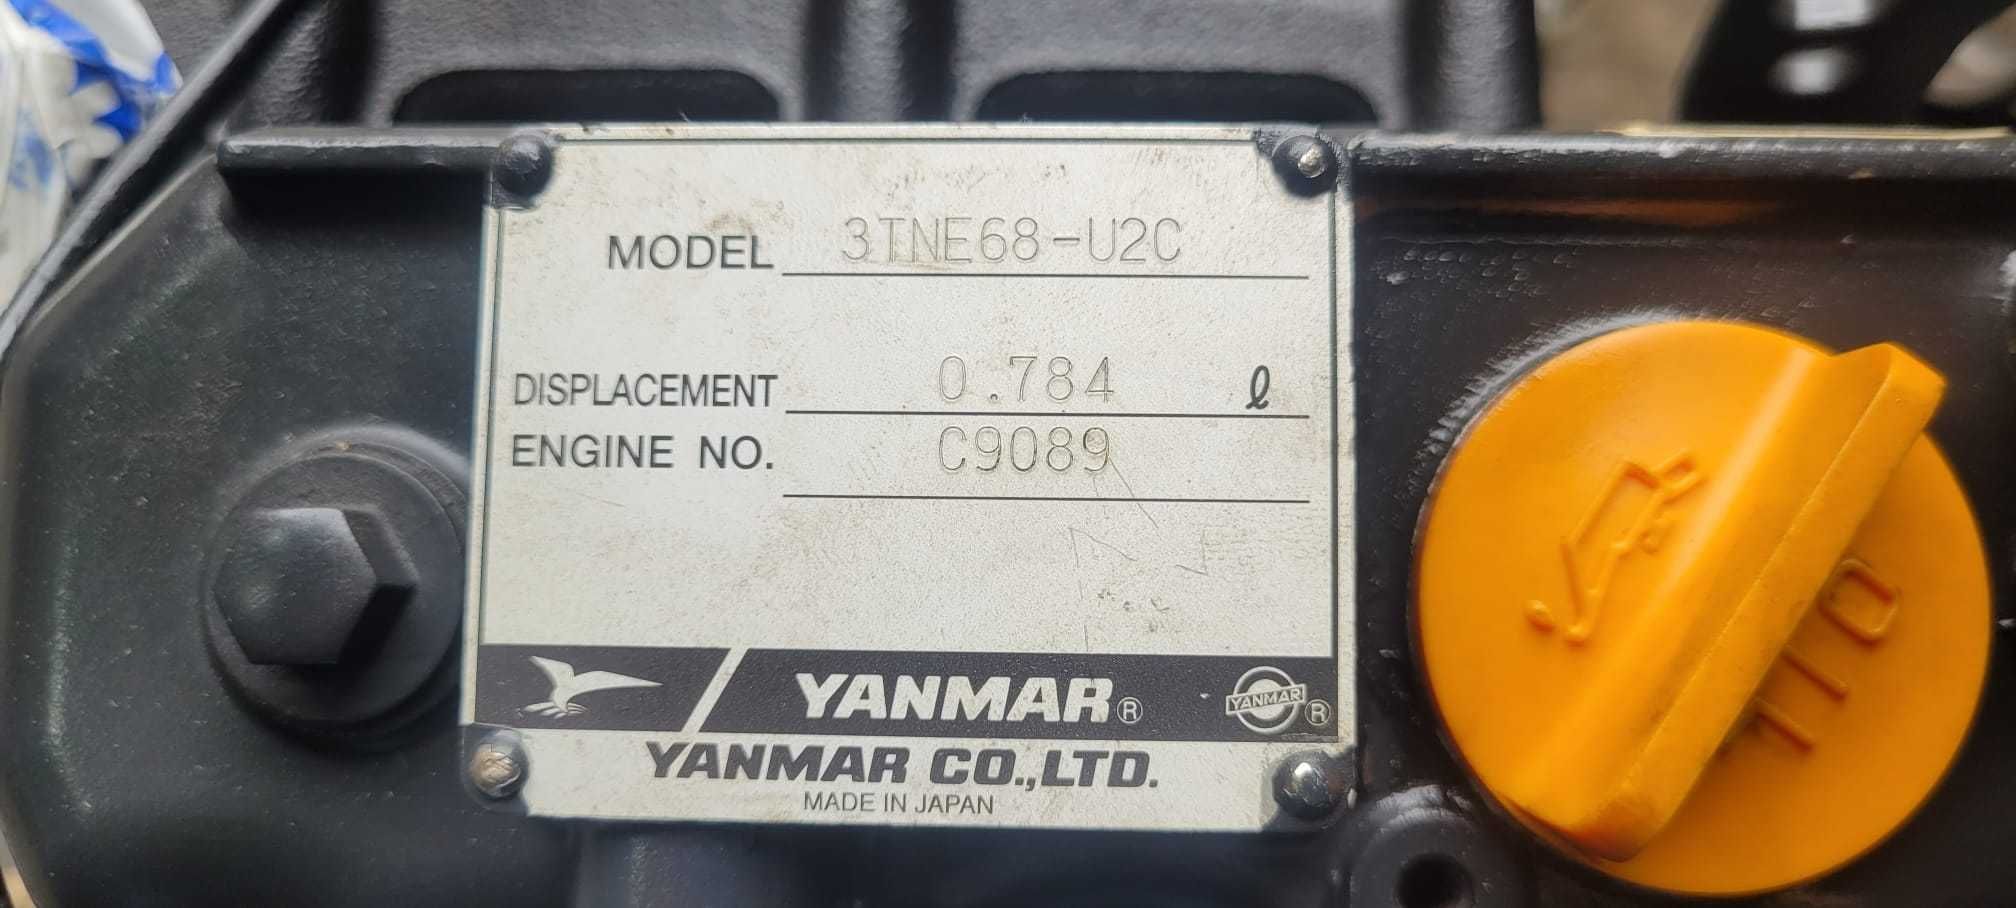 MODEL 3TNE68-U2C
DISPLACEMENT 0.784 ℓ
ENGINE NO. C9089
YANMAR® YANMAR®
YANMAR CO.,LTD.
MADE IN JAPAN
OIL